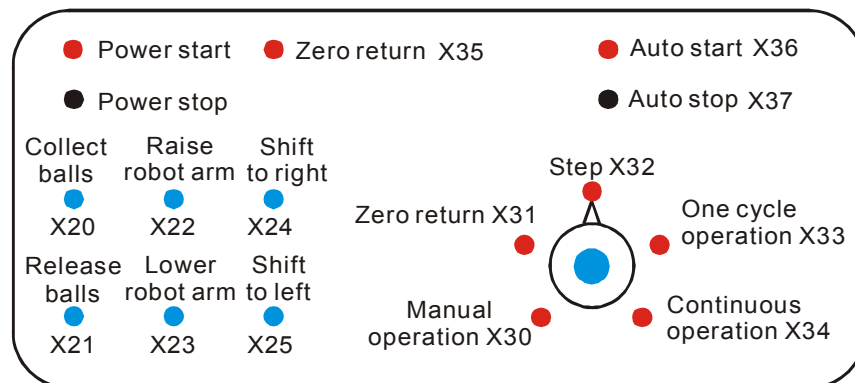 Power start
Zero return X35
Auto start X36
Power stop
Auto stop X37
Collect
balls
X20
Raise
robot arm
X22
Shift
to right
X24
Release
balls
X21
Lower
robot arm
X23
Shift
to left
X25
Step X32
Zero return X31
One cycle
operation X33
Manual
operation X30
Continuous
operation X34